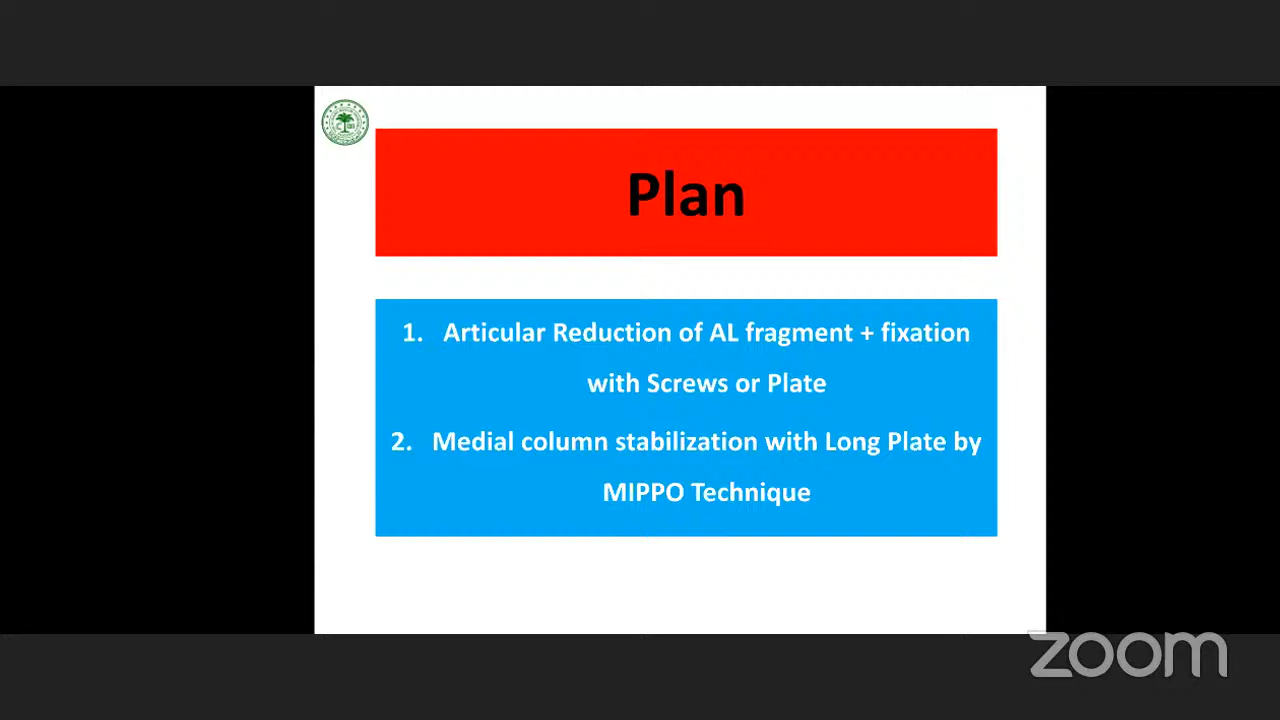 Plan
1. Articular Reduction of AL fragment + fixation
with Screws or Plate
2. Medial column stabilization with Long Plate by
MIPPO Technique
zoom